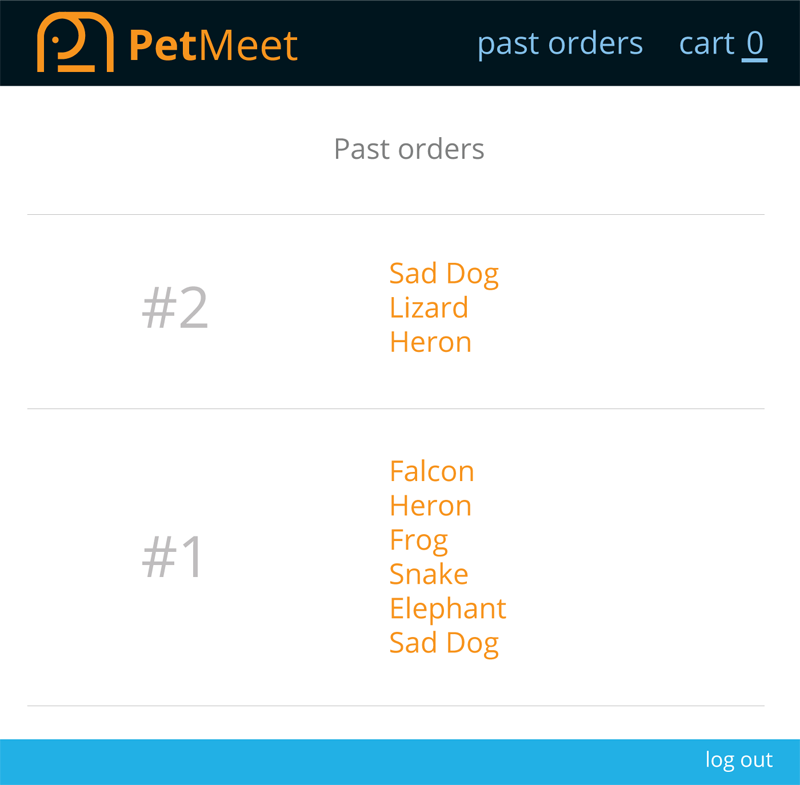 PetMeet
past orders
cart 0
Past orders
#2
Sad Dog
Lizard
Heron
#1
Falcon
Heron
Frog
Snake
Elephant
Sad Dog
log out